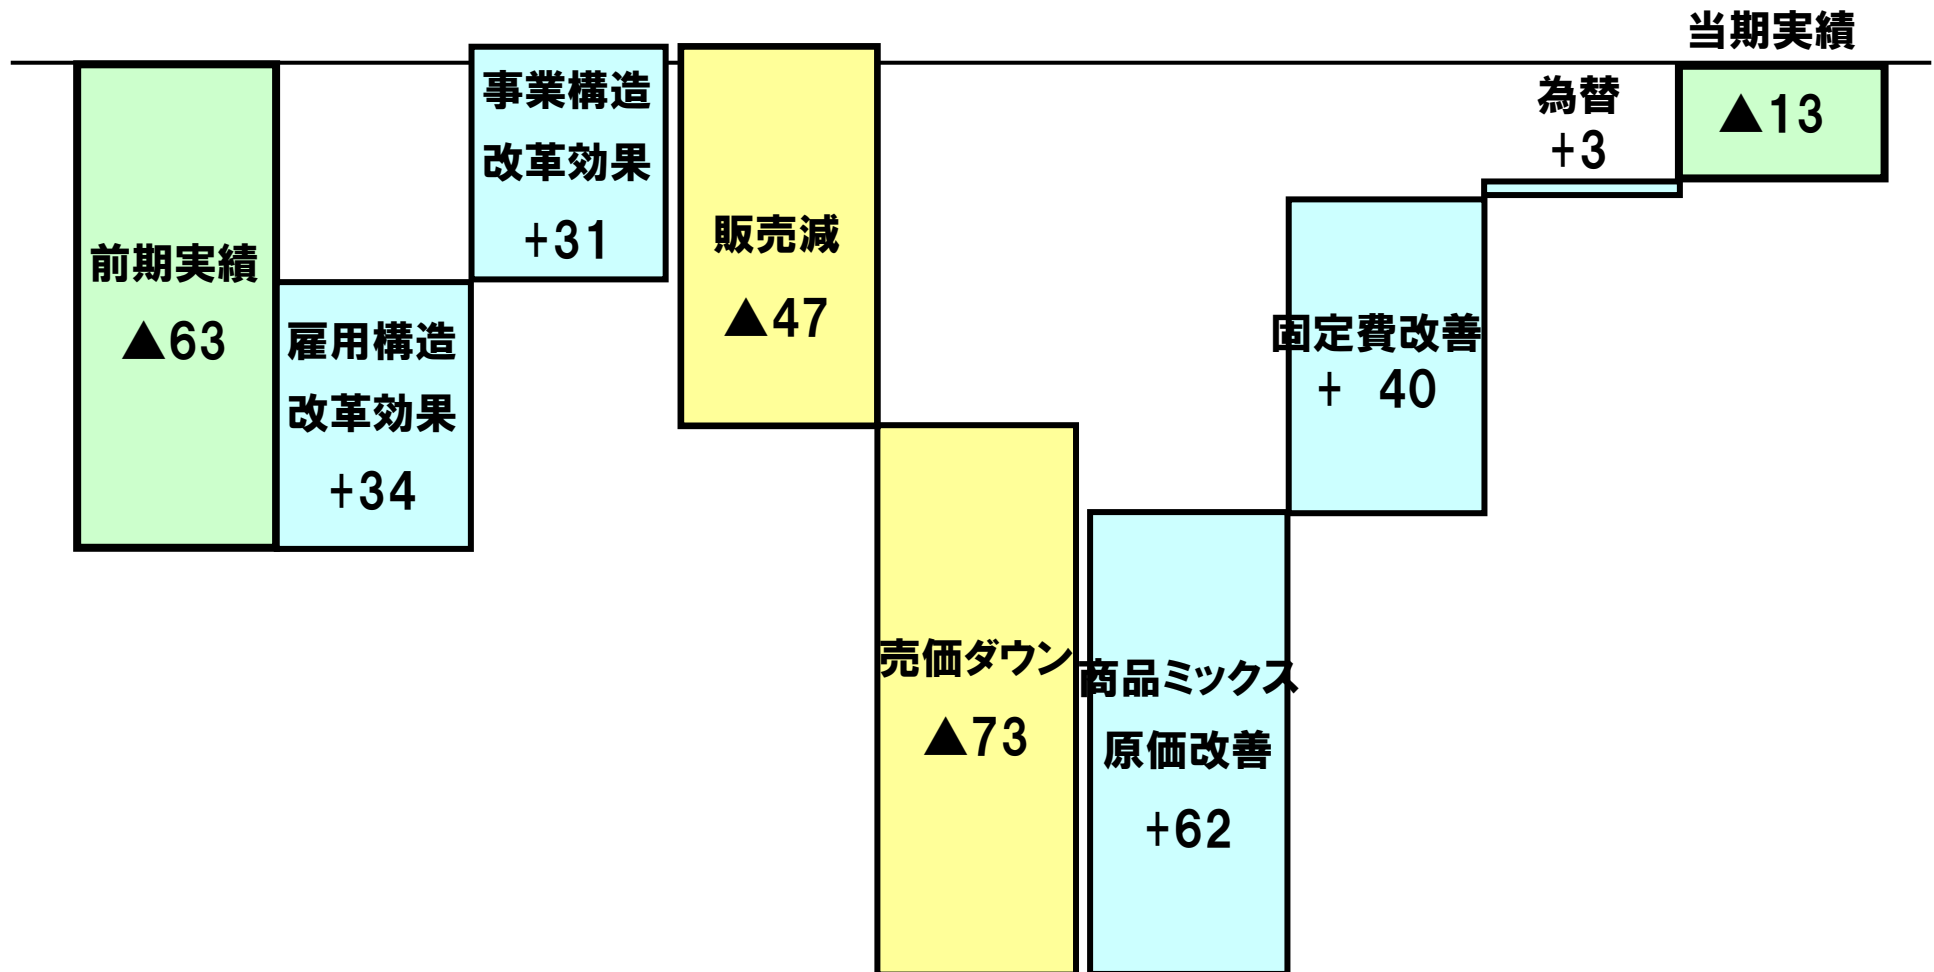 前期実績
▲63
雇用構造
改革効果
+34
事業構造
改革効果
+31
販売減
▲47
売価ダウン
▲73
商品ミックス
原価改善
+62
固定費改善
+ 40
為替
+3
当期実績
▲13